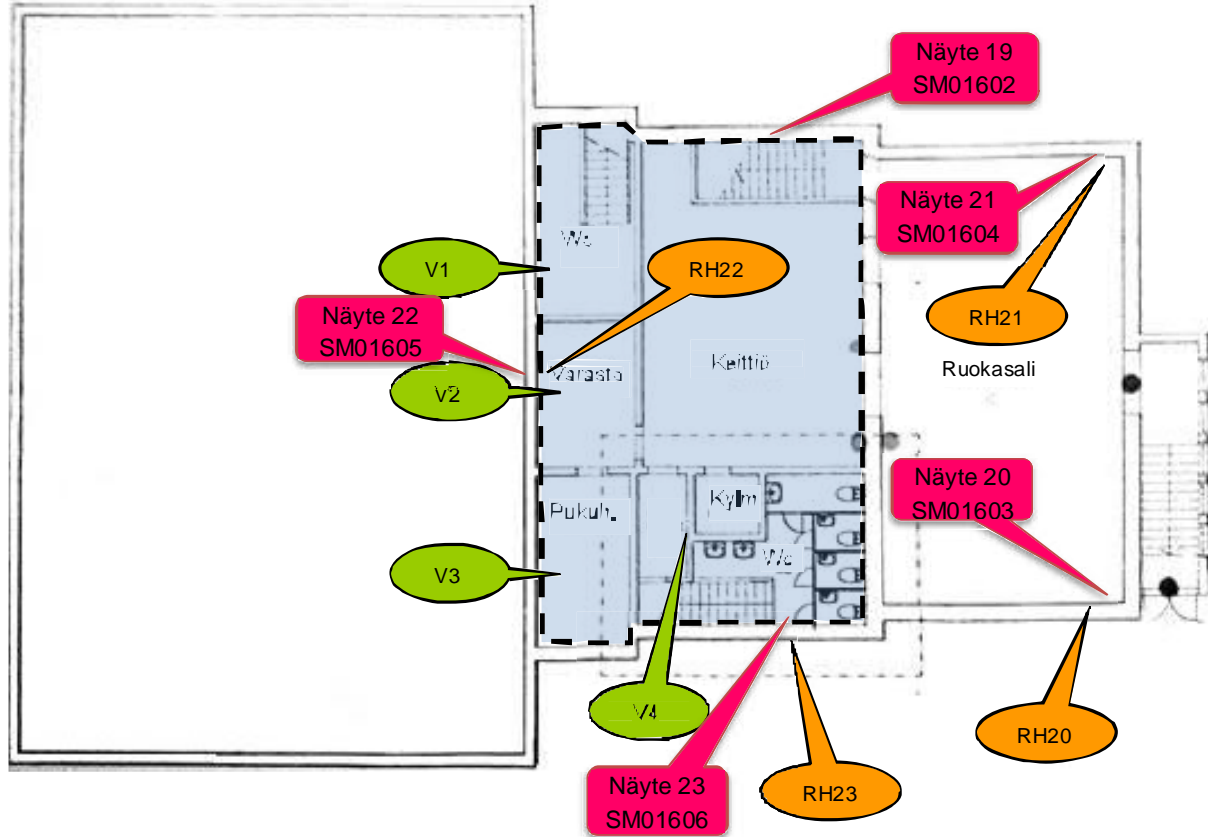 Näyte 19
SM01602
Näyte 21
SM01604
Wc
V1
RH22
RH21
Näyte 22
SM01605
Varasto
Keittiö
Ruokasali
V2
Näyte 20
SM01603
Pukuh.
Kylm
Wc
V3
V4
RH20
Näyte 23
SM01606
RH23